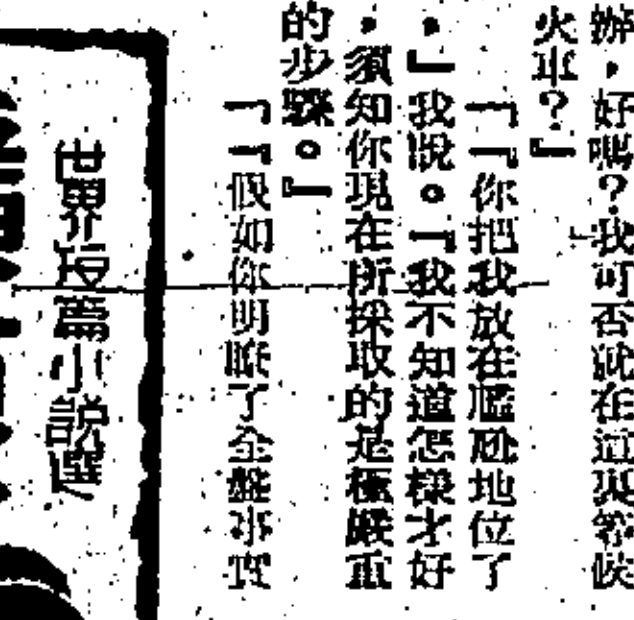 辦，好嗎？我可否就在這裏等候
火車？』
「『你把我放在尷尬地位了
。』我說。『我不知道怎樣才好
，須知你現在所採取的是極嚴重
的步驟。』
「『假如你明瞭了全盤事實
世界短篇小說選